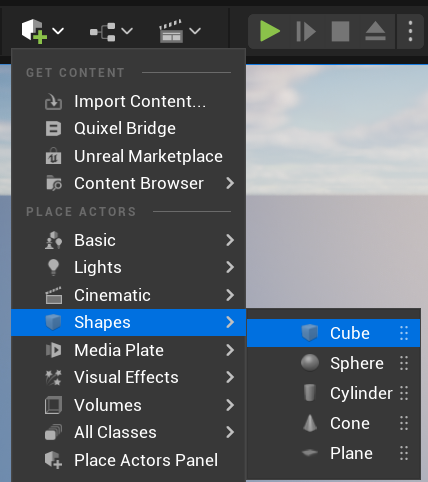 GET CONTENT
Import Content...
Quixel Bridge
Unreal Marketplace
Content Browser
PLACE ACTORS
Basic
Lights
Cinematic
Shapes
Media Plate
Visual Effects
Volumes
All Classes
Place Actors Panel
Cube
Sphere
Cylinder
Cone
Plane